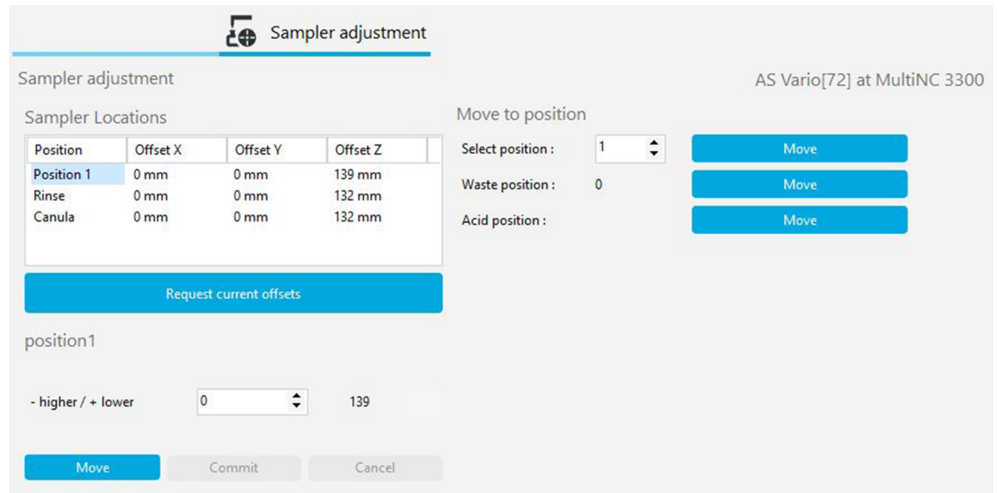 Sampler adjustment
Sampler adjustment
AS Vario[72] at MultiNC 3300
Sampler Locations
Position Offset X Offset Y Offset Z
Position 1 0 mm 0 mm 139 mm
Rinse 0 mm 0 mm 132 mm
Canula 0 mm 0 mm 132 mm
Request current offsets
position1
- higher / + lower 0 139
Move Commit Cancel
Move to position
Select position : 1 Move
Waste position : 0 Move
Acid position : Move